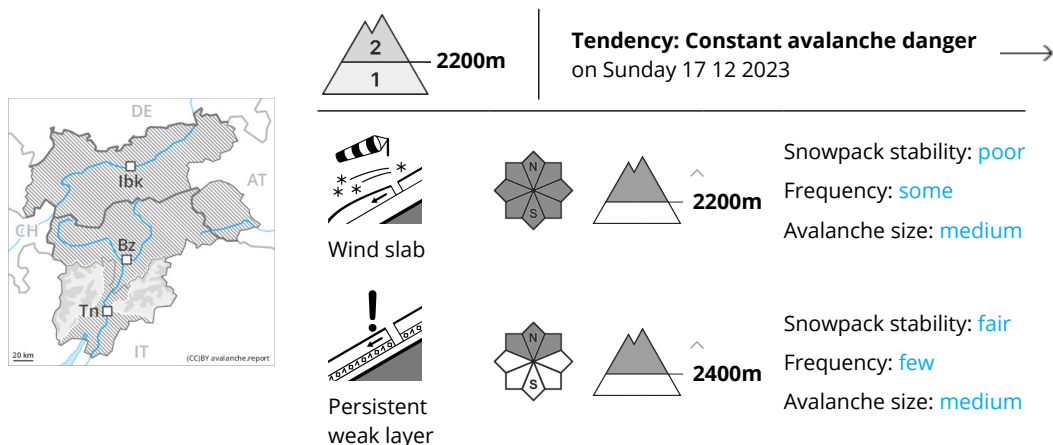 DE
AT
Ibk
CH
Bz
Tn
IT
20 km
(CC)BY avalanche.report
2
1
2200m
Tendency: Constant avalanche danger
on Sunday 17 12 2023
Wind slab
N
S
2200m
Snowpack stability: poor
Frequency: some
Avalanche size: medium
Persistent
weak layer
N
S
2400m
Snowpack stability: fair
Frequency: few
Avalanche size: medium